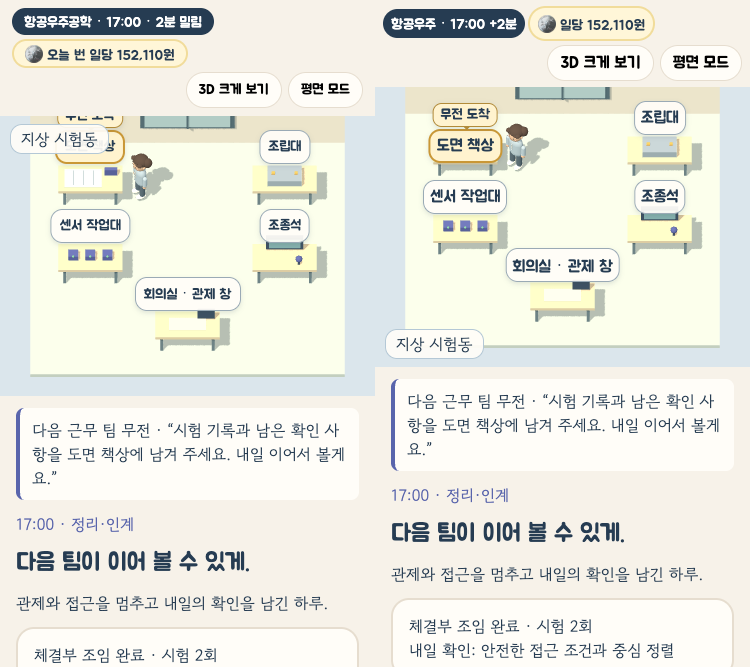 항공우주공학 · 17:00 · 2분 밀림
오늘 번 일당 152,110원
3D 크게 보기
평면 모드
무전 도착
지상 시험동
상
조립대
센서 작업대
조종석
회의실 · 관제 창
다음 근무 팀 무전 · “시험 기록과 남은 확인 사
항을 도면 책상에 남겨 주세요. 내일 이어서 볼게
요.”
17:00 · 정리·인계
다음 팀이 이어 볼 수 있게.
관제와 접근을 멈추고 내일의 확인을 남긴 하루.
체결부 조임 완료 · 시험 2회
항공우주 · 17:00 +2분
일당 152,110원
3D 크게 보기
평면 모드
무전 도착
도면 책상
조립대
센서 작업대
조종석
회의실 · 관제 창
지상 시험동
다음 근무 팀 무전 · “시험 기록과 남은 확인 사
항을 도면 책상에 남겨 주세요. 내일 이어서 볼게
요.”
17:00 · 정리·인계
다음 팀이 이어 볼 수 있게.
관제와 접근을 멈추고 내일의 확인을 남긴 하루.
체결부 조임 완료 · 시험 2회
내일 확인: 안전한 접근 조건과 중심 정렬